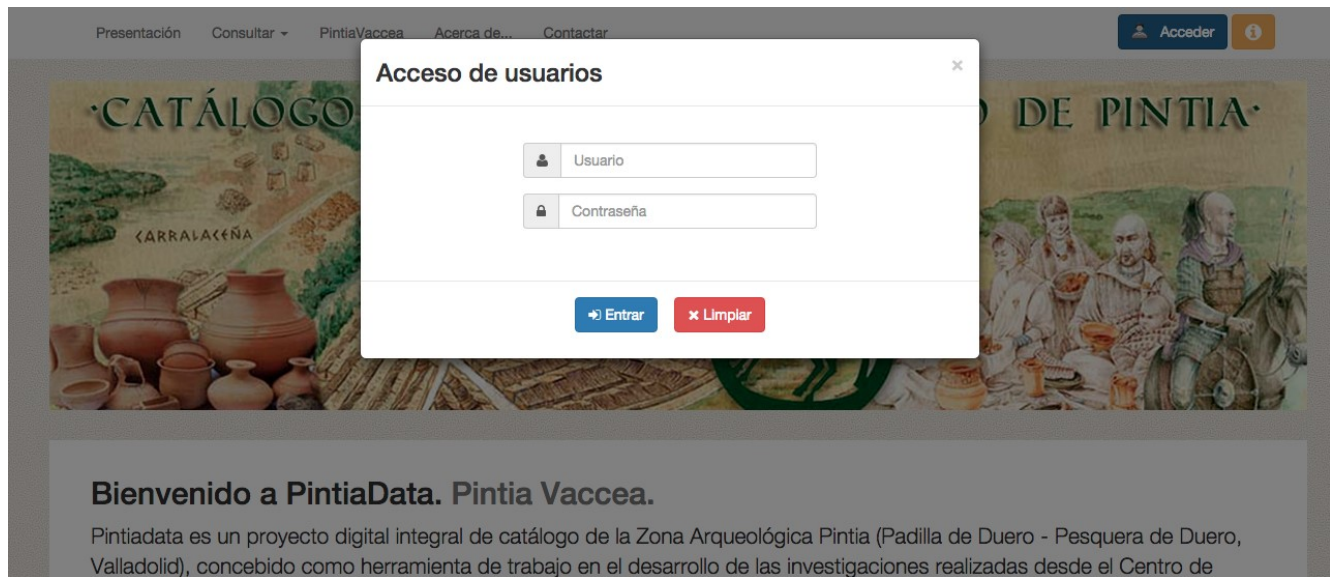 Presentación Consultar PintiaVaccea Acerca de... Contactar Acceder
Acceso de usuarios ×
·CATÁLOGO O DE PINTIA·
CARRALACEÑA
Usuario
Contraseña
Entrar Limpiar
Bienvenido a PintiaData. Pintia Vaccea.
Pintiadata es un proyecto digital integral de catálogo de la Zona Arqueológica Pintia (Padilla de Duero - Pesquera de Duero,
Valladolid), concebido como herramienta de trabajo en el desarrollo de las investigaciones realizadas desde el Centro de